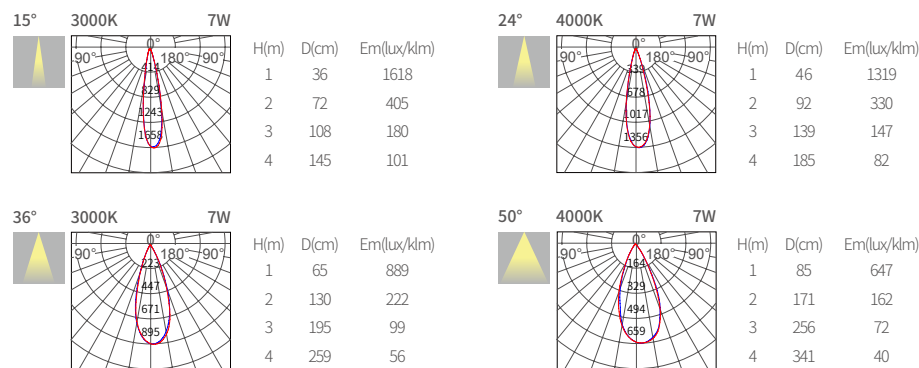 15° 3000K 7W
0°
90° 180° 90°
414
829
1243
1658
H(m) D(cm) Em(lux/klm)
1 36 1618
2 72 405
3 108 180
4 145 101
24° 4000K 7W
0°
90° 180° 90°
339
678
1017
1356
H(m) D(cm) Em(lux/klm)
1 46 1319
2 92 330
3 139 147
4 185 82
36° 3000K 7W
0°
90° 180° 90°
223
447
671
895
H(m) D(cm) Em(lux/klm)
1 65 889
2 130 222
3 195 99
4 259 56
50° 4000K 7W
0°
90° 180° 90°
164
329
494
659
H(m) D(cm) Em(lux/klm)
1 85 647
2 171 162
3 256 72
4 341 40